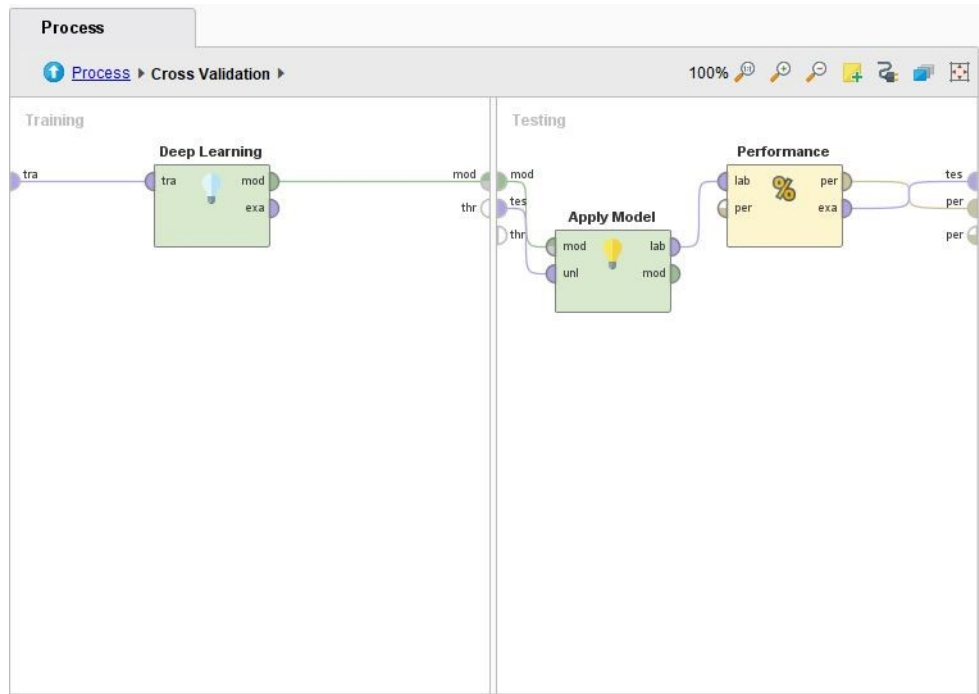 Process
Process Cross Validation
100%
Training
Testing
Deep Learning
tra
tra
mod
exa
mod
thr
mod
tes
thr
Apply Model
mod
lab
unl
mod
Performance
lab
per
per
exa
tes
per
per